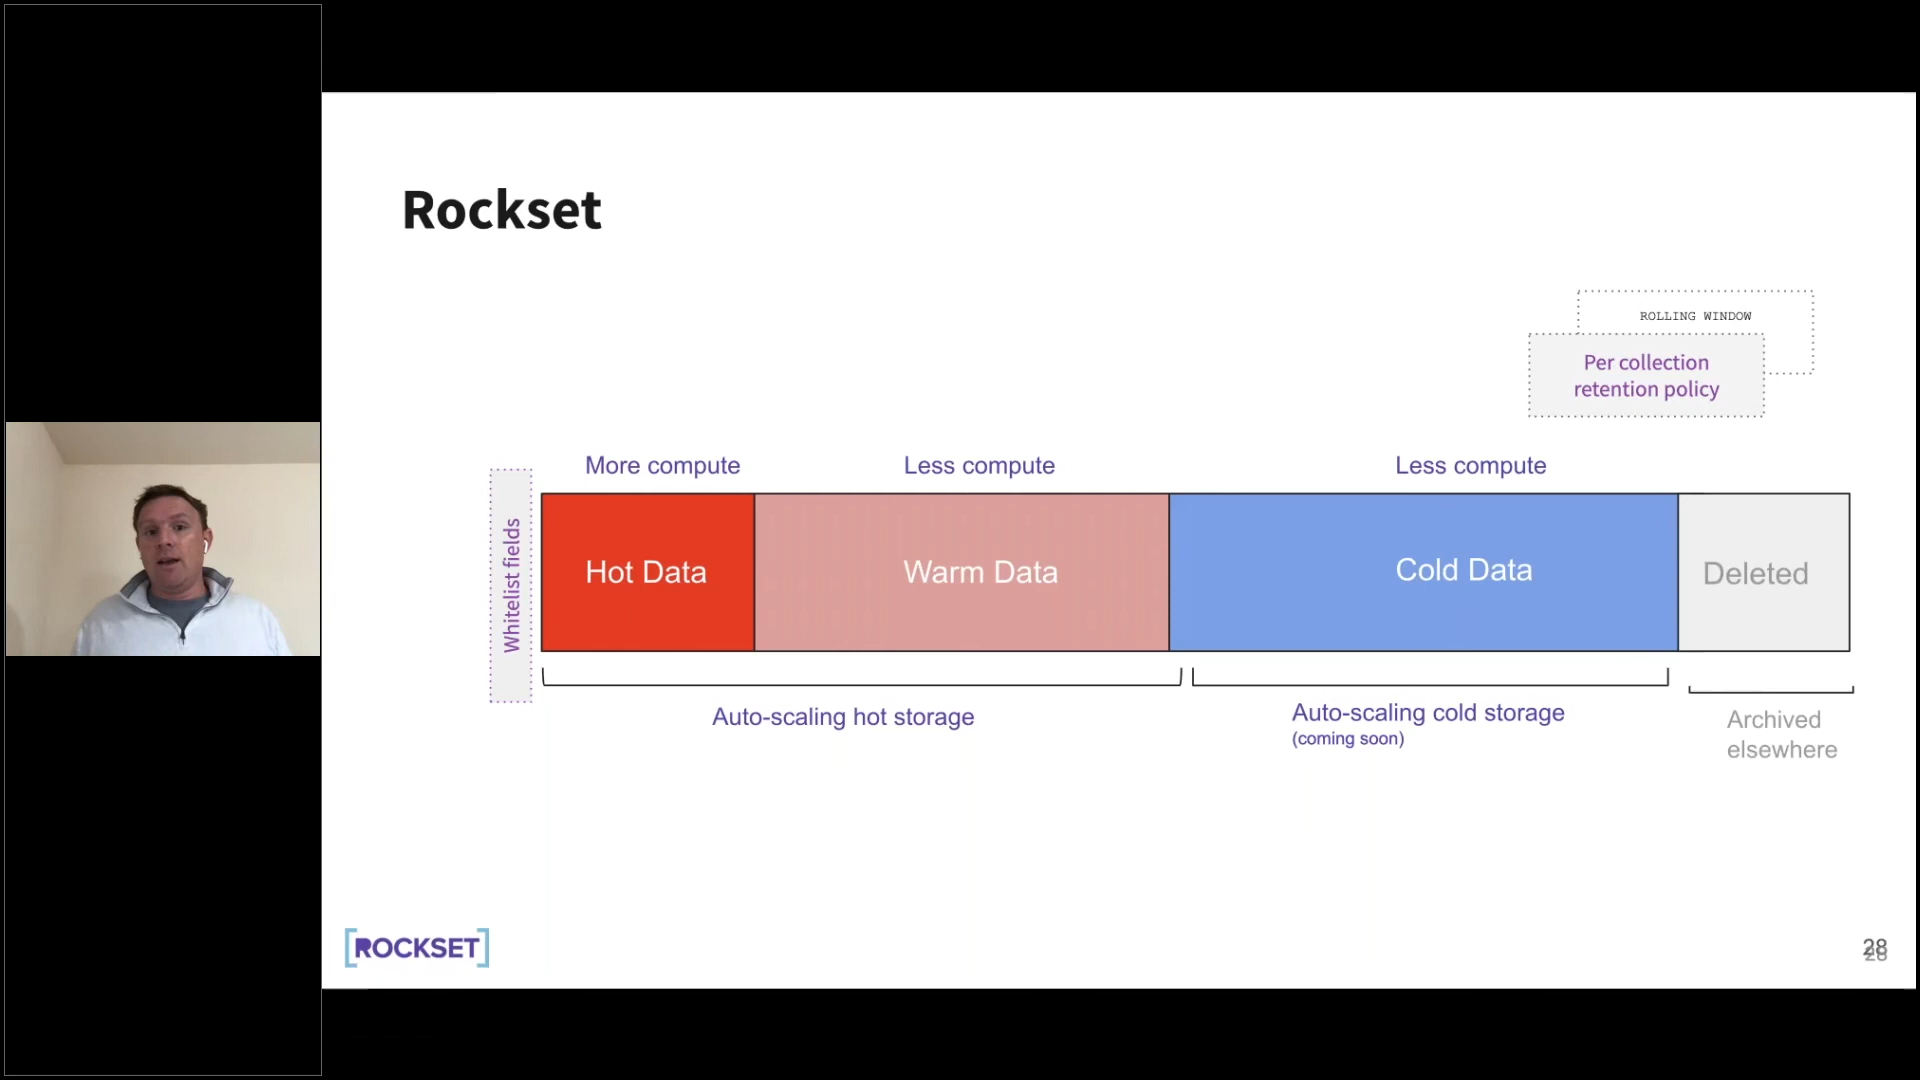 Rockset
ROLLING WINDOW
Per collection
retention policy
More compute
Less compute
Less compute
Whitelist fields
Hot Data
Warm Data
Cold Data
Deleted
Auto-scaling hot storage
Auto-scaling cold storage
(coming soon)
Archived
elsewhere
[ROCKSET]
28
28